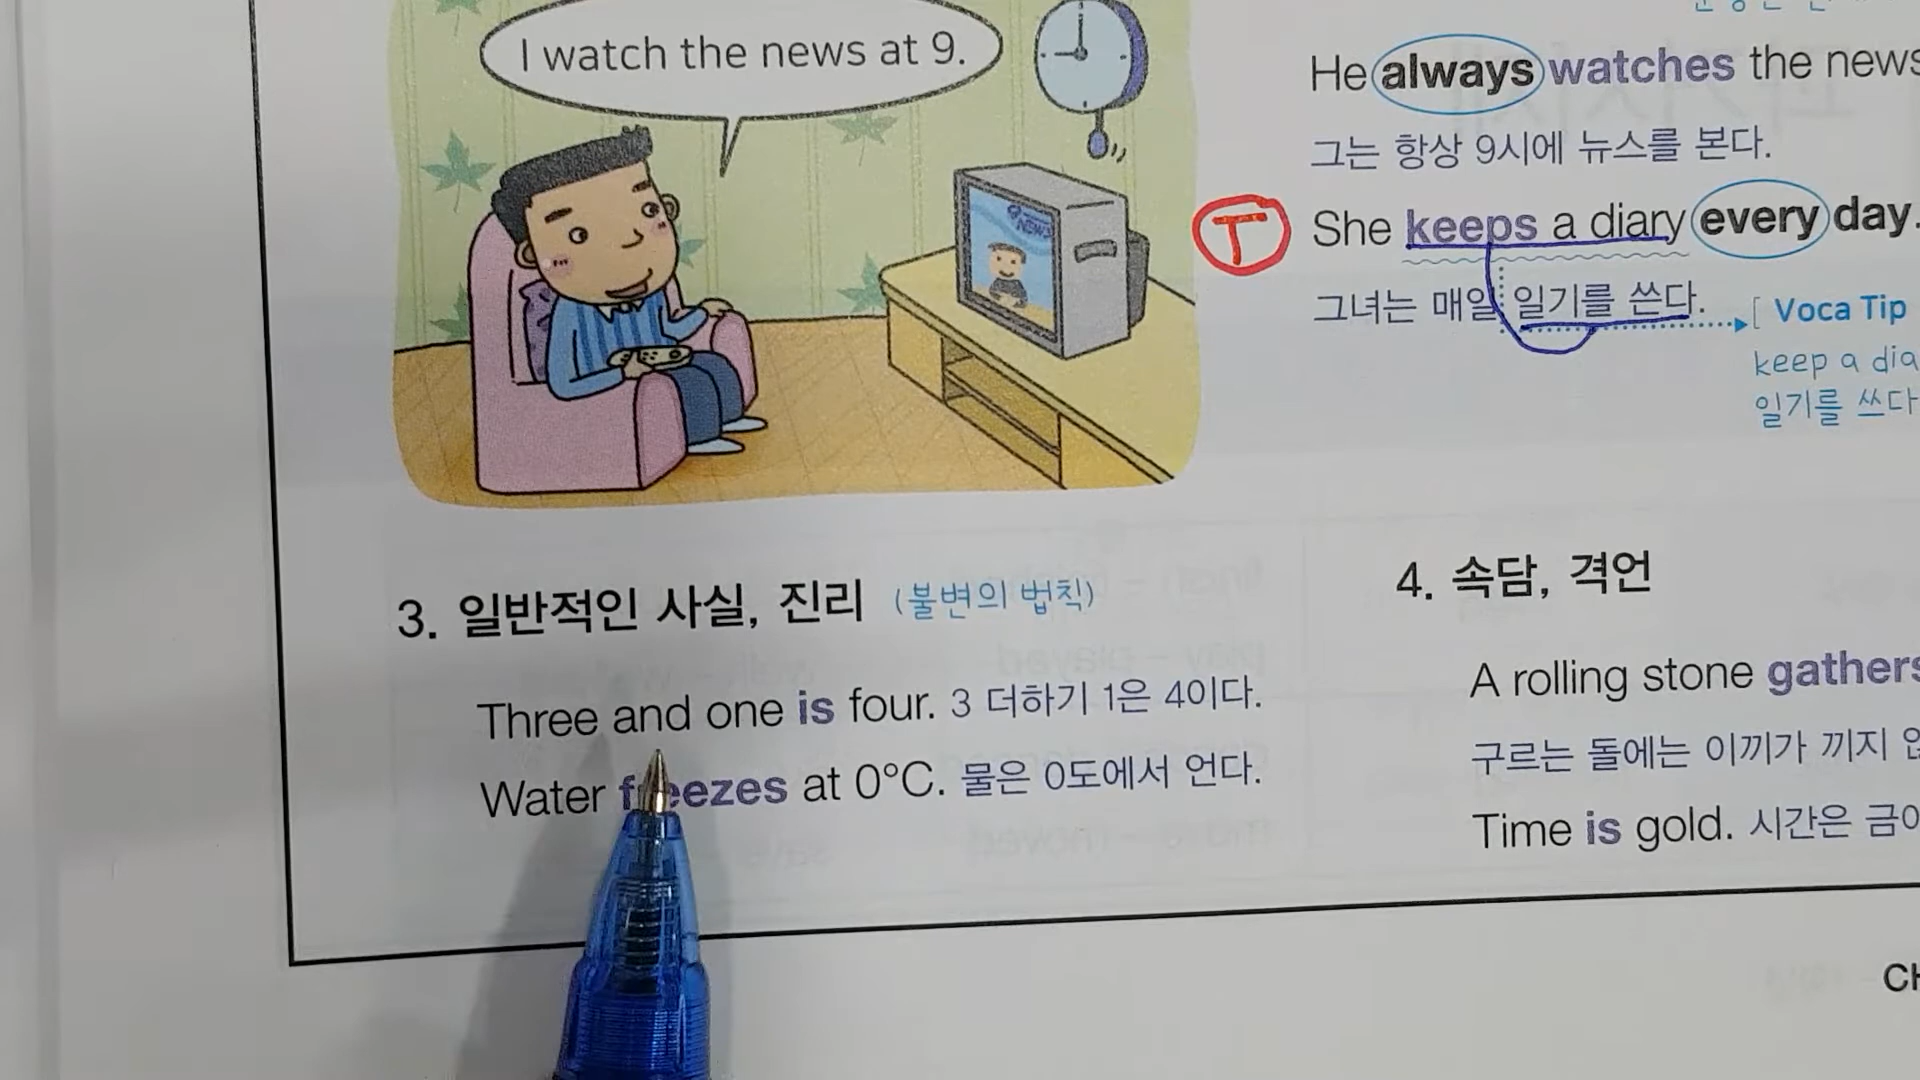 I watch the news at 9.
NEWS
He always watches the news
그는 항상 9시에 뉴스를 본다.
T
She keeps a diary every day.
그녀는 매일 일기를 쓴다.
[ Voca Tip
keep a dia
일기를 쓰다
3. 일반적인 사실, 진리 (불변의 법칙)
Three and one is four. 3 더하기 1은 4이다.
Water freezes at 0°C. 물은 0도에서 언다.
4. 속담, 격언
A rolling stone gathers
구르는 돌에는 이끼가 끼지
Time is gold. 시간은 금이
CH